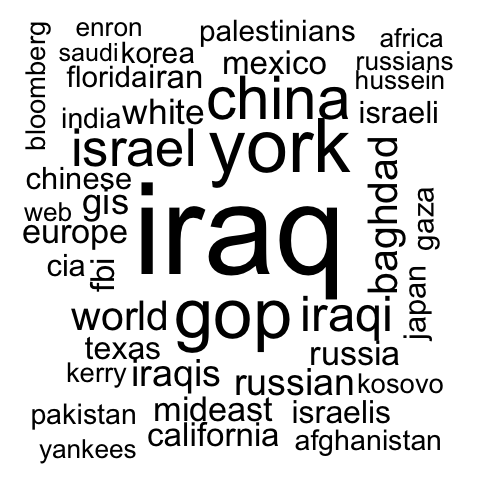 enron
palestinians
africa
bloomberg
saudi korea
mexico
russians
florida iran
hussein
india white china israeli
israel york
chinese
baghdad
web gis iraq gaza
europe
cia fbi
japan
world gop iraqi
texas
russia
kerry iraqis russian kosovo
pakistan mideast israelis
yankees california afghanistan